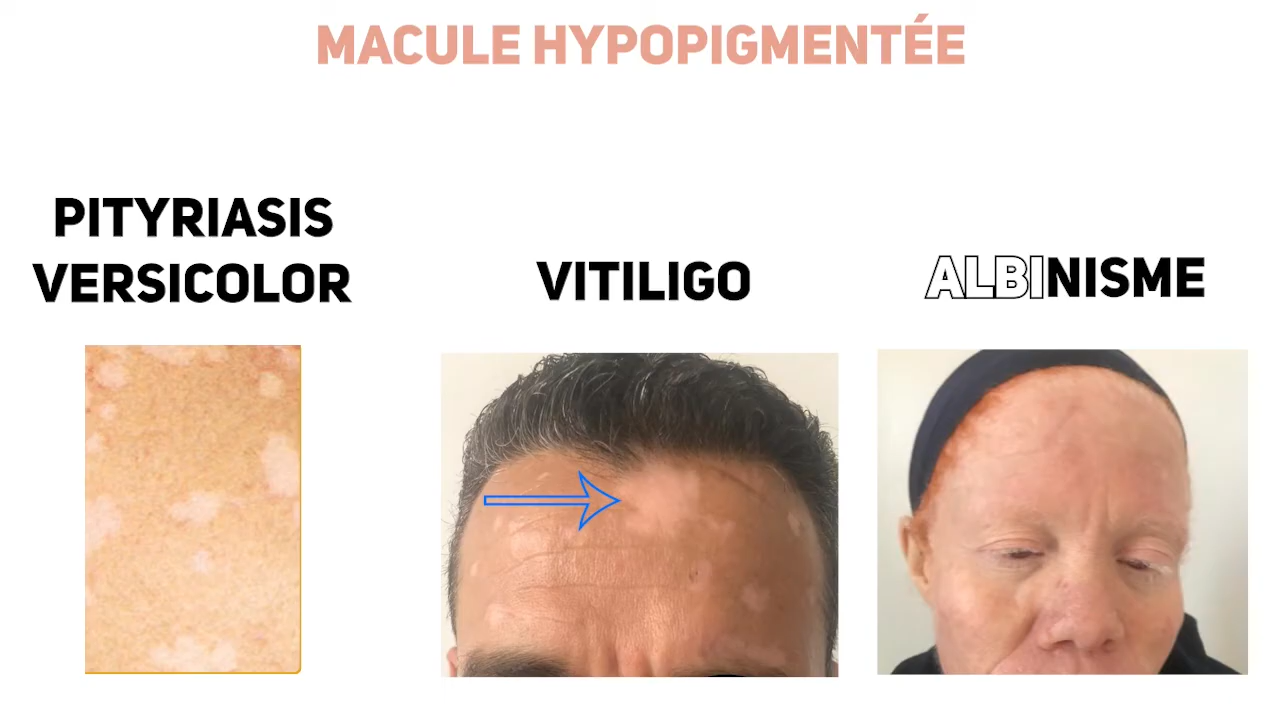 MACULE HYPOPIGMENTÉE
PITYRIASIS
VERSICOLOR
VITILIGO
ALBINISME